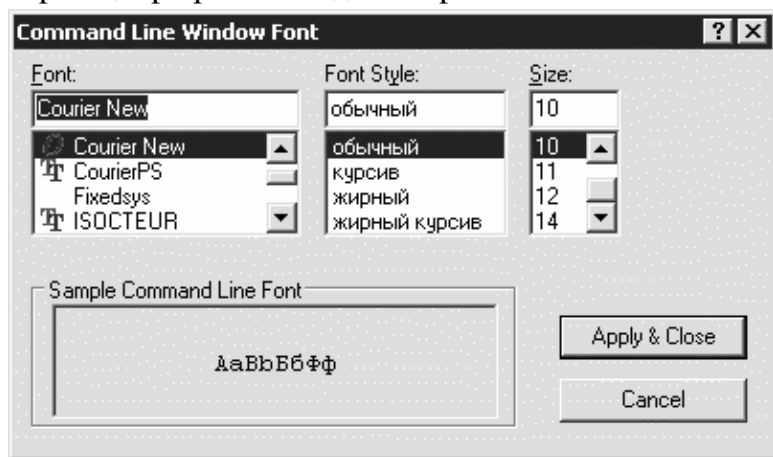 Command Line Window Font
Font:
Font Style:
Size:
Courier New
обычный
10
Courier New
CourierPS
Fixedsys
ISOCTEUR
обычный
курсив
жирный
жирный курсив
10
11
12
14
Sample Command Line Font
АаВbБбФф
Apply & Close
Cancel